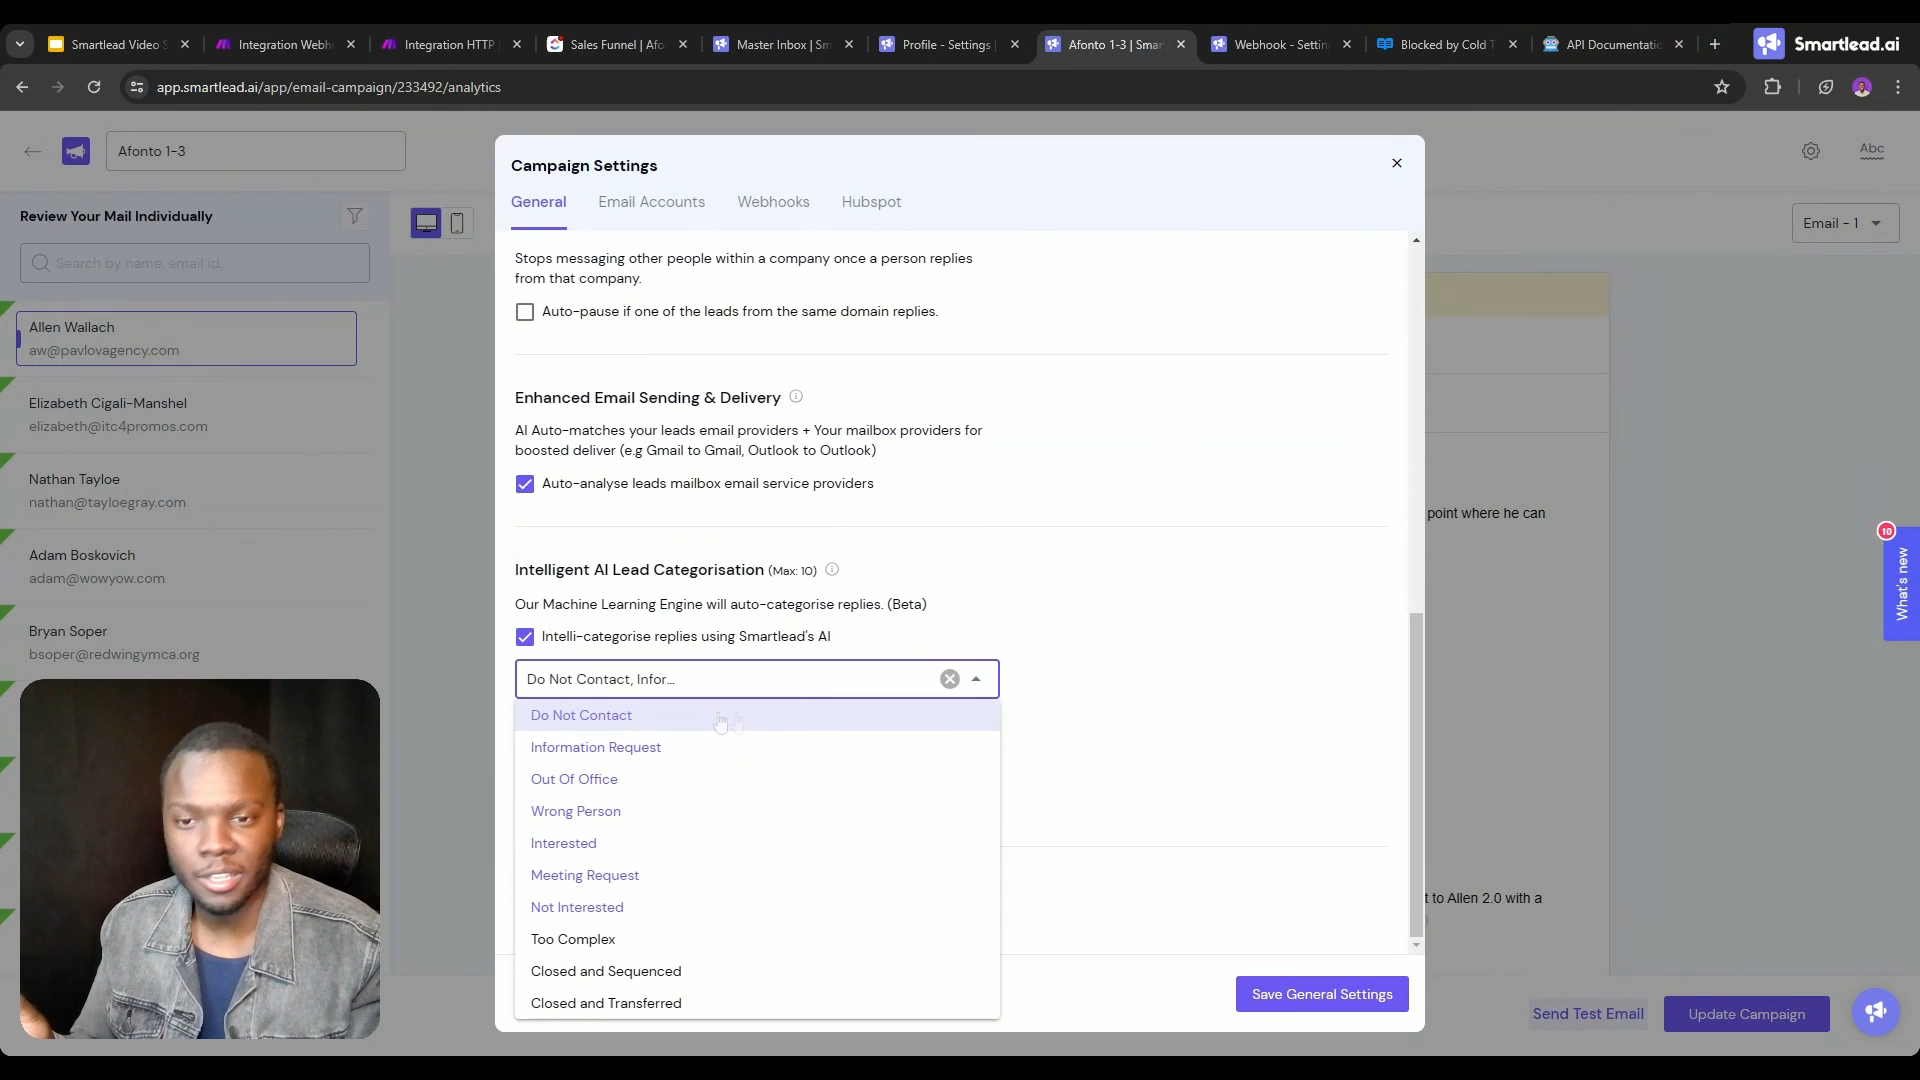 Smartlead Video S
Integration Webh
Integration HTTP
Sales Funnel | Afo
Master Inbox | Sm
Profile - Settings |
Afonto 1-3 | Smar
Webhook - Settin
Blocked by Cold T
API Documentatio
Smartlead.ai
app.smartlead.ai/app/email-campaign/233492/analytics
Afonto 1-3
Abc
Review Your Mail Individually
Search by name, email id,..
Email - 1
Allen Wallach
aw@pavlovagency.com
Elizabeth Cigali-Manshel
elizabeth@itc4promos.com
Nathan Tayloe
nathan@tayloegray.com
Adam Boskovich
adam@wowyow.com
Bryan Soper
bsoper@redwingymca.org
Campaign Settings
General
Email Accounts
Webhooks
Hubspot
Stops messaging other people within a company once a person replies
from that company.
Auto-pause if one of the leads from the same domain replies.
Enhanced Email Sending & Delivery
AI Auto-matches your leads email providers + Your mailbox providers for
boosted deliver (e.g Gmail to Gmail, Outlook to Outlook)
Auto-analyse leads mailbox email service providers
Intelligent AI Lead Categorisation (Max: 10)
Our Machine Learning Engine will auto-categorise replies. (Beta)
Intelli-categorise replies using Smartlead's AI
Do Not Contact, Infor...
Do Not Contact
Information Request
Out Of Office
Wrong Person
Interested
Meeting Request
Not Interested
Too Complex
Closed and Sequenced
Closed and Transferred
Save General Settings
point where he can
t to Allen 2.0 with a
10
What's new
Send Test Email
Update Campaign